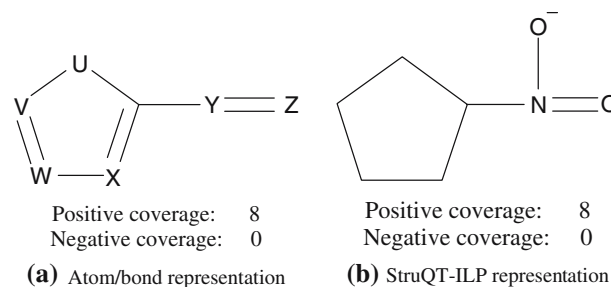 U
V
W
X
Y
Z
Positive coverage: 8
Negative coverage: 0
(a) Atom/bond representation
O−
N
Positive coverage: 8
Negative coverage: 0
(b) StruQT-ILP representation